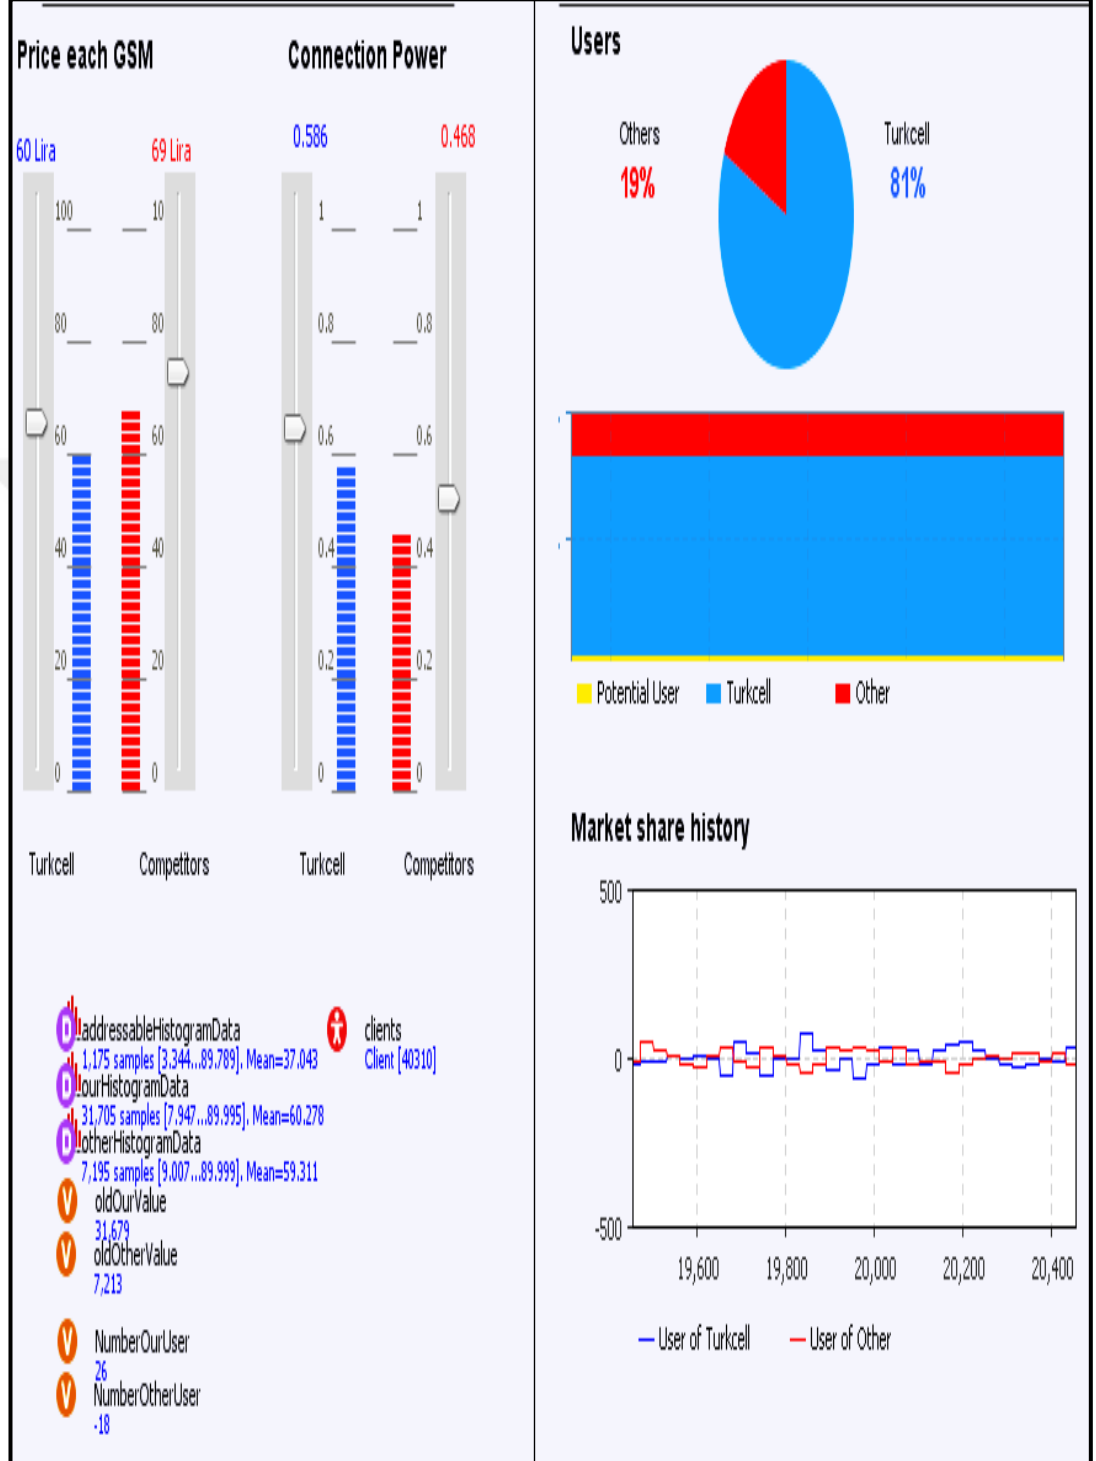 Price each GSM
Connection Power
60 Lira
69 Lira
0.586
0.468
100
10
1
1
80
80
0.8
0.8
60
60
0.6
0.6
40
40
0.4
0.4
20
20
0.2
0.2
0
0
0
0
Turkcell
Competitors
Turkcell
Competitors
addressableHistogramData
1,175 samples [3.344...89.789]. Mean=37.043
clients
Client [40310]
ourHistogramData
31,705 samples [7.947...89.995]. Mean=60.278
otherHistogramData
7,195 samples [9.007...89.999]. Mean=59.311
V
oldOurValue
31,679
V
oldOtherValue
7,213
V
NumberOurUser
26
V
NumberOtherUser
-18
Users
Others
19%
Turkcell
81%
Potential User
Turkcell
Other
Market share history
500
0
-500
19,600
19,800
20,000
20,200
20,400
User of Turkcell
User of Other